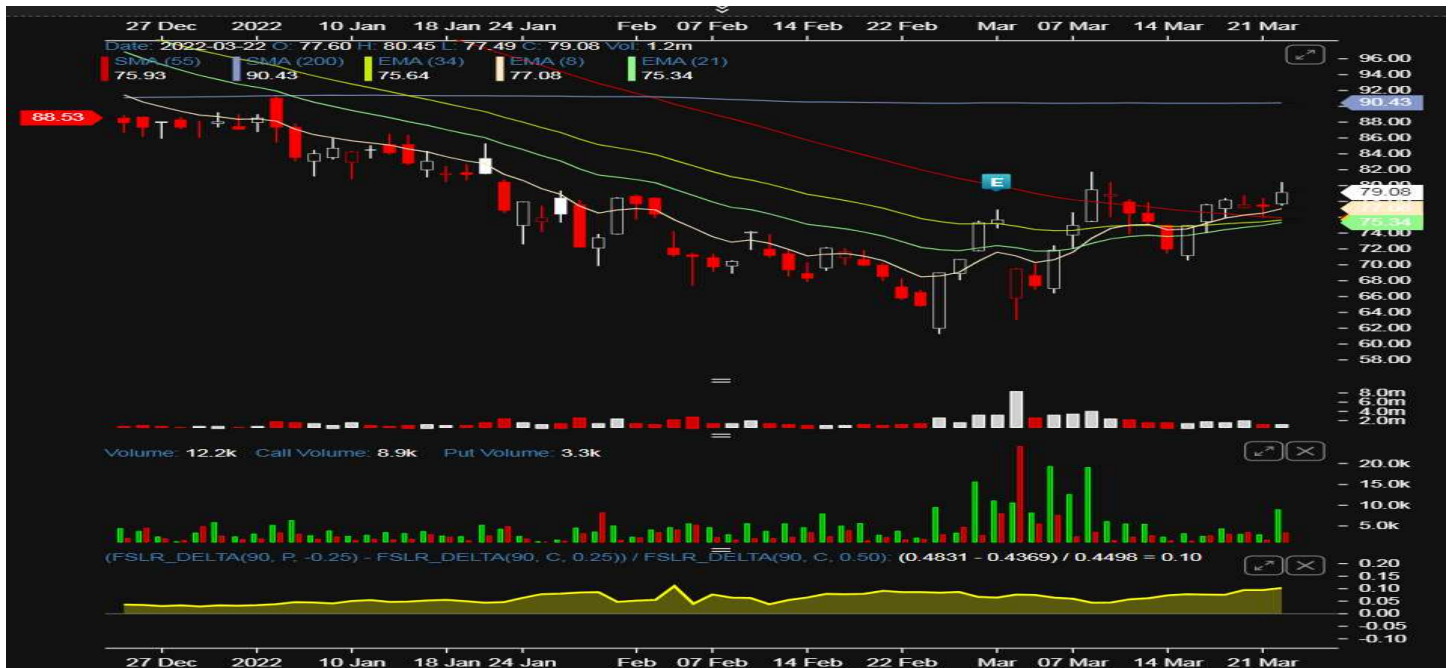 27 Dec 2022 10 Jan 18 Jan 24 Jan Feb 07 Feb 14 Feb 22 Feb Mar 07 Mar 14 Mar 21 Mar
Date: 2022-03-22 O: 77.60 H: 80.45 L: 77.49 C: 79.08 Vol: 1.2m
SMA (55) SMA (200) EMA (34) EMA (8) EMA (21)
75.93 90.43 75.64 77.08 75.34
96.00
94.00
92.00
90.43
88.53
88.00
86.00
84.00
82.00
E
79.08
75.34
74.00
72.00
70.00
68.00
66.00
64.00
62.00
60.00
58.00
8.0m
6.0m
4.0m
2.0m
Volume: 12.2k Call Volume: 8.9k Put Volume: 3.3k
20.0k
15.0k
10.0k
5.0k
(FSLR_DELTA(90, P, -0.25) - FSLR_DELTA(90, C, 0.25)) / FSLR_DELTA(90, C, 0.50): (0.4831 - 0.4369) / 0.4498 = 0.10
0.20
0.15
0.10
0.05
0.00
-0.05
-0.10
27 Dec 2022 10 Jan 18 Jan 24 Jan Feb 07 Feb 14 Feb 22 Feb Mar 07 Mar 14 Mar 21 Mar